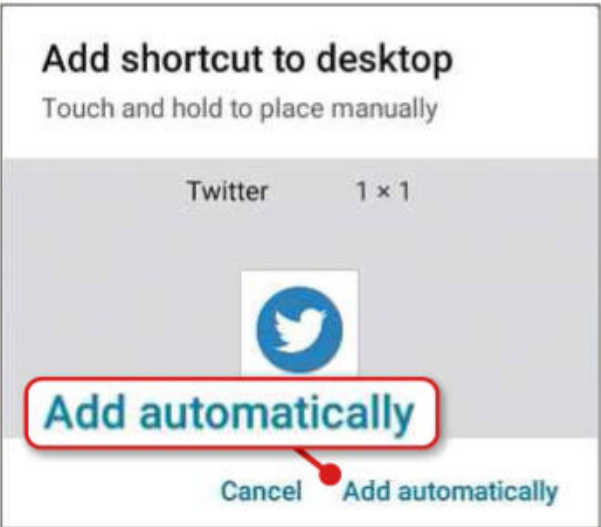 Add shortcut to desktop
Touch and hold to place manually
Twitter 1 × 1
Add automatically
Cancel Add automatically